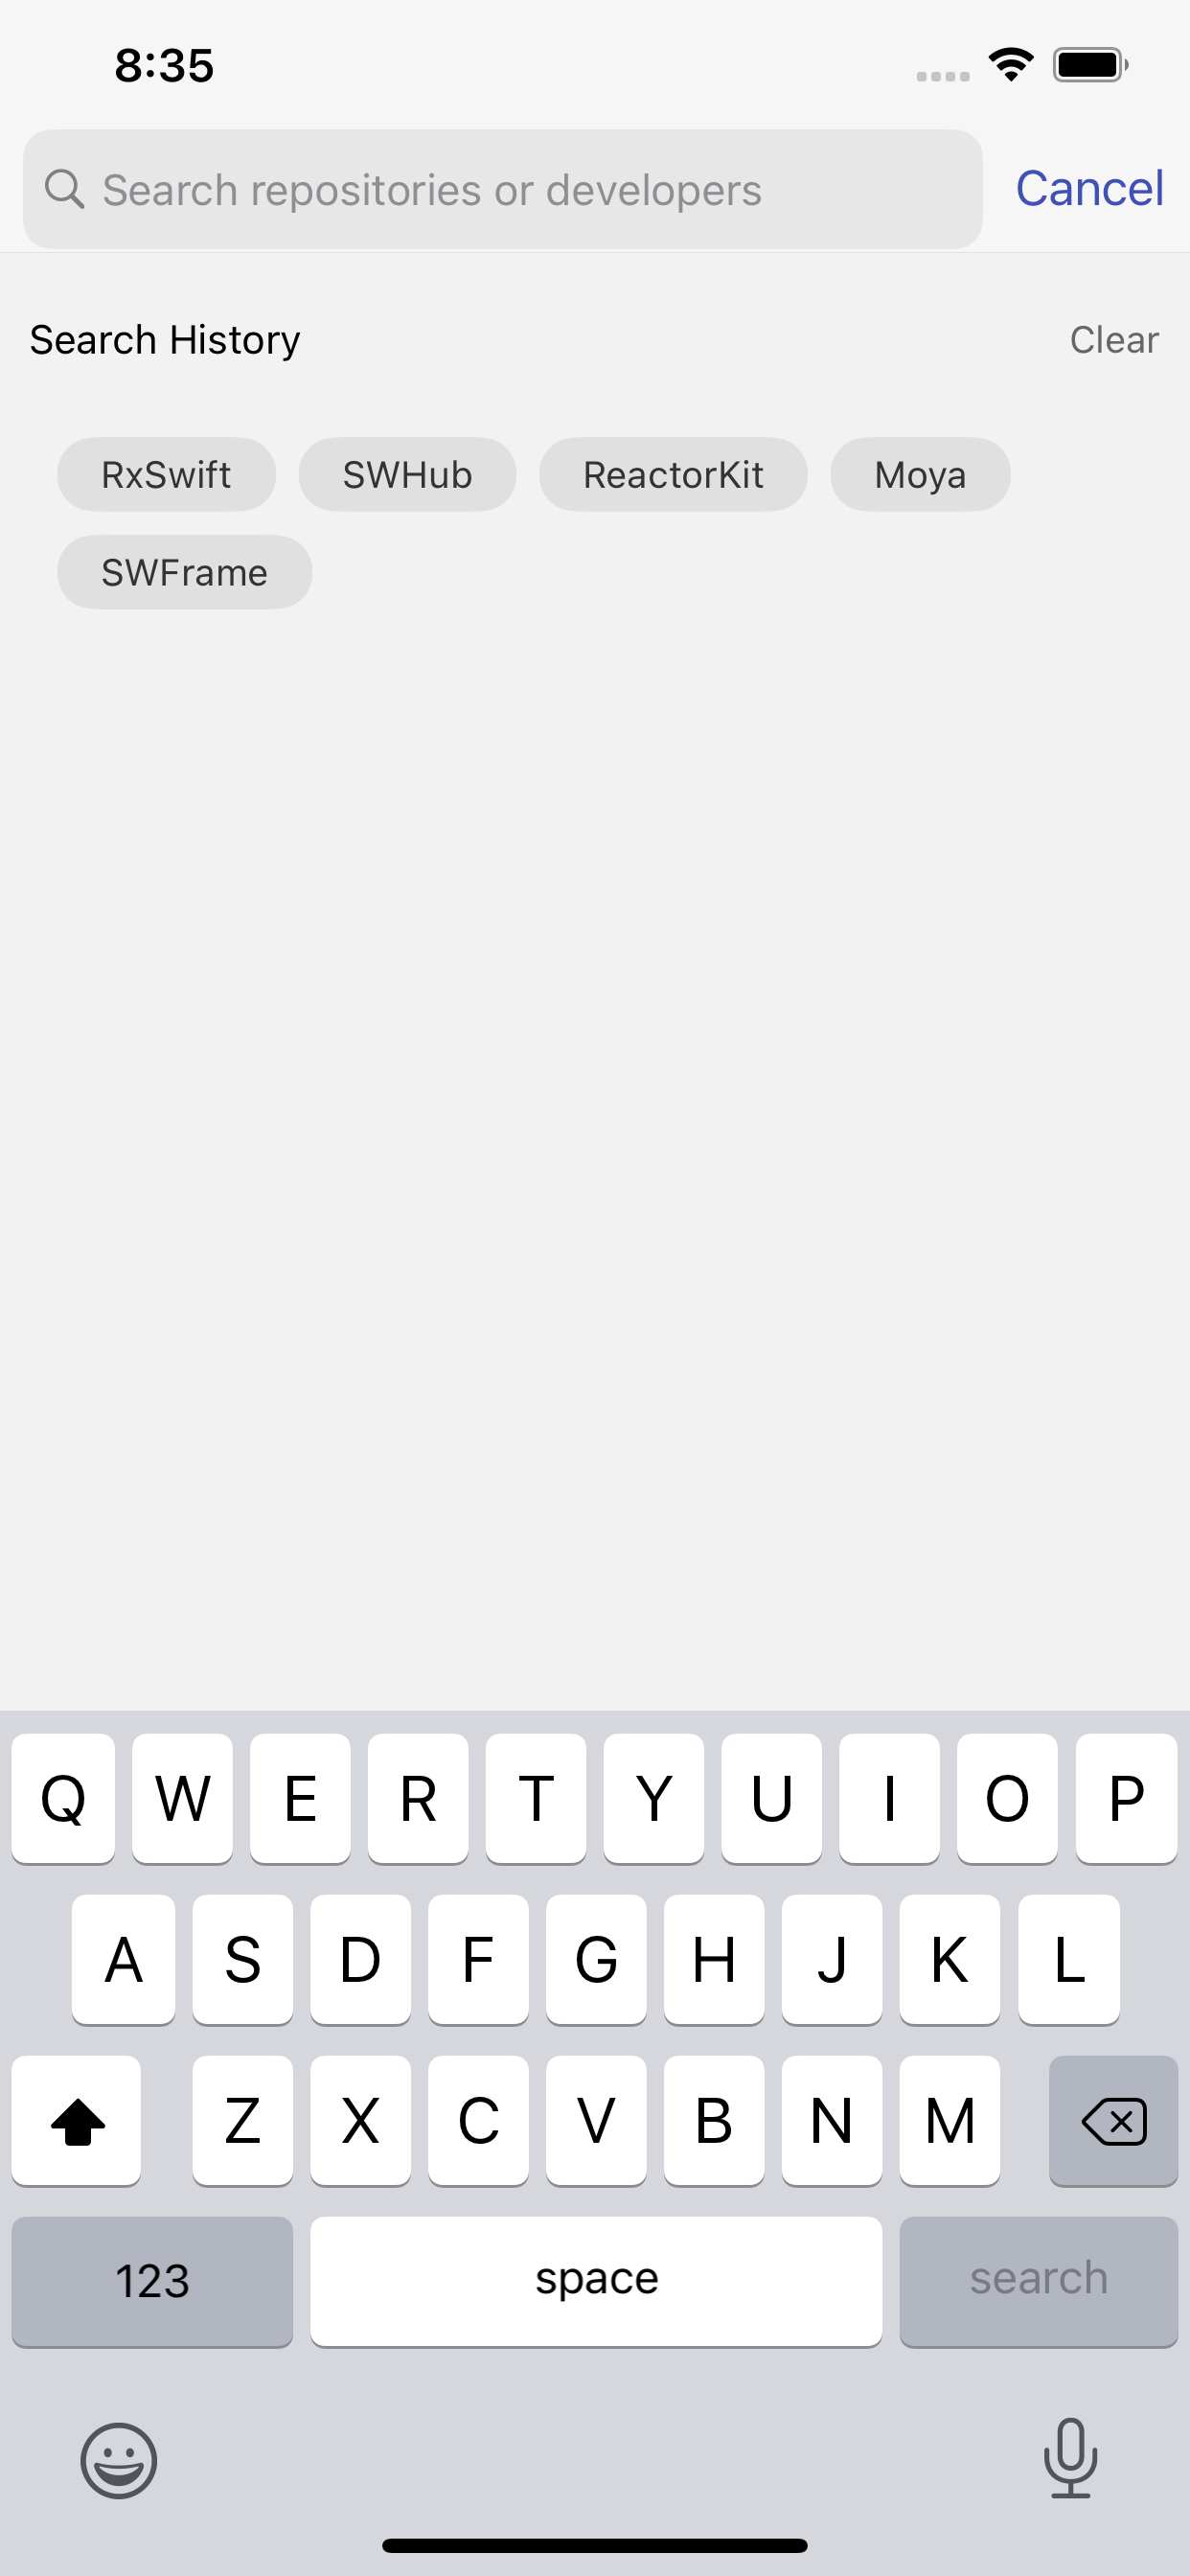 8:35
Search repositories or developers Cancel
Search History Clear
RxSwift SWHub ReactorKit Moya
SWFrame
Q W E R T Y U I O P
A S D F G H J K L
Z X C V B N M
123 space search